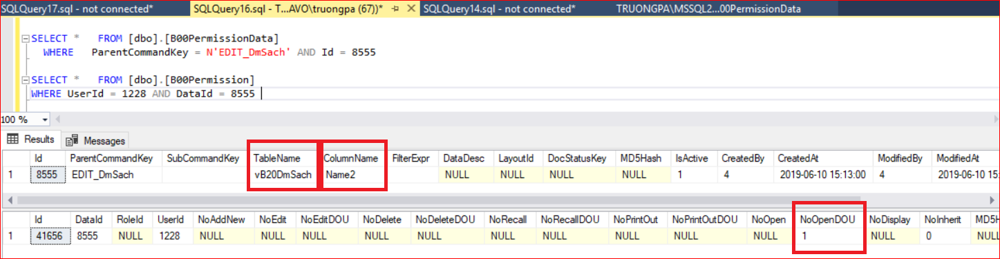 SQLQuery17.sql - not connected* SQLQuery16.sql - T...AVO\truongpa (67))* SQLQuery14.sql - not connected* TRUONGPA\MSSQL2...00PermissionData
SELECT * FROM [dbo].[B00PermissionData]
WHERE ParentCommandKey = N'EDIT_DmSach' AND Id = 8555
SELECT * FROM [dbo].[B00Permission]
WHERE UserId = 1228 AND DataId = 8555
100 %
Results Messages
Id ParentCommandKey SubCommandKey TableName ColumnName FilterExpr DataDesc LayoutId DocStatusKey MD5Hash IsActive CreatedBy CreatedAt ModifiedBy ModifiedAt
1 8555 EDIT_DmSach vB20DmSach Name2 NULL NULL NULL NULL 1 4 2019-06-10 15:13:00 4 2019-06-10 15:
Id DataId RoleId UserId NoAddNew NoEdit NoEditDOU NoDelete NoDeleteDOU NoRecall NoRecallDOU NoPrintOut NoPrintOutDOU NoOpen NoOpenDOU NoDisplay NoInherit MD5H
1 41656 8555 NULL 1228 NULL NULL NULL NULL NULL NULL NULL NULL NULL NULL 1 NULL 0 NULL